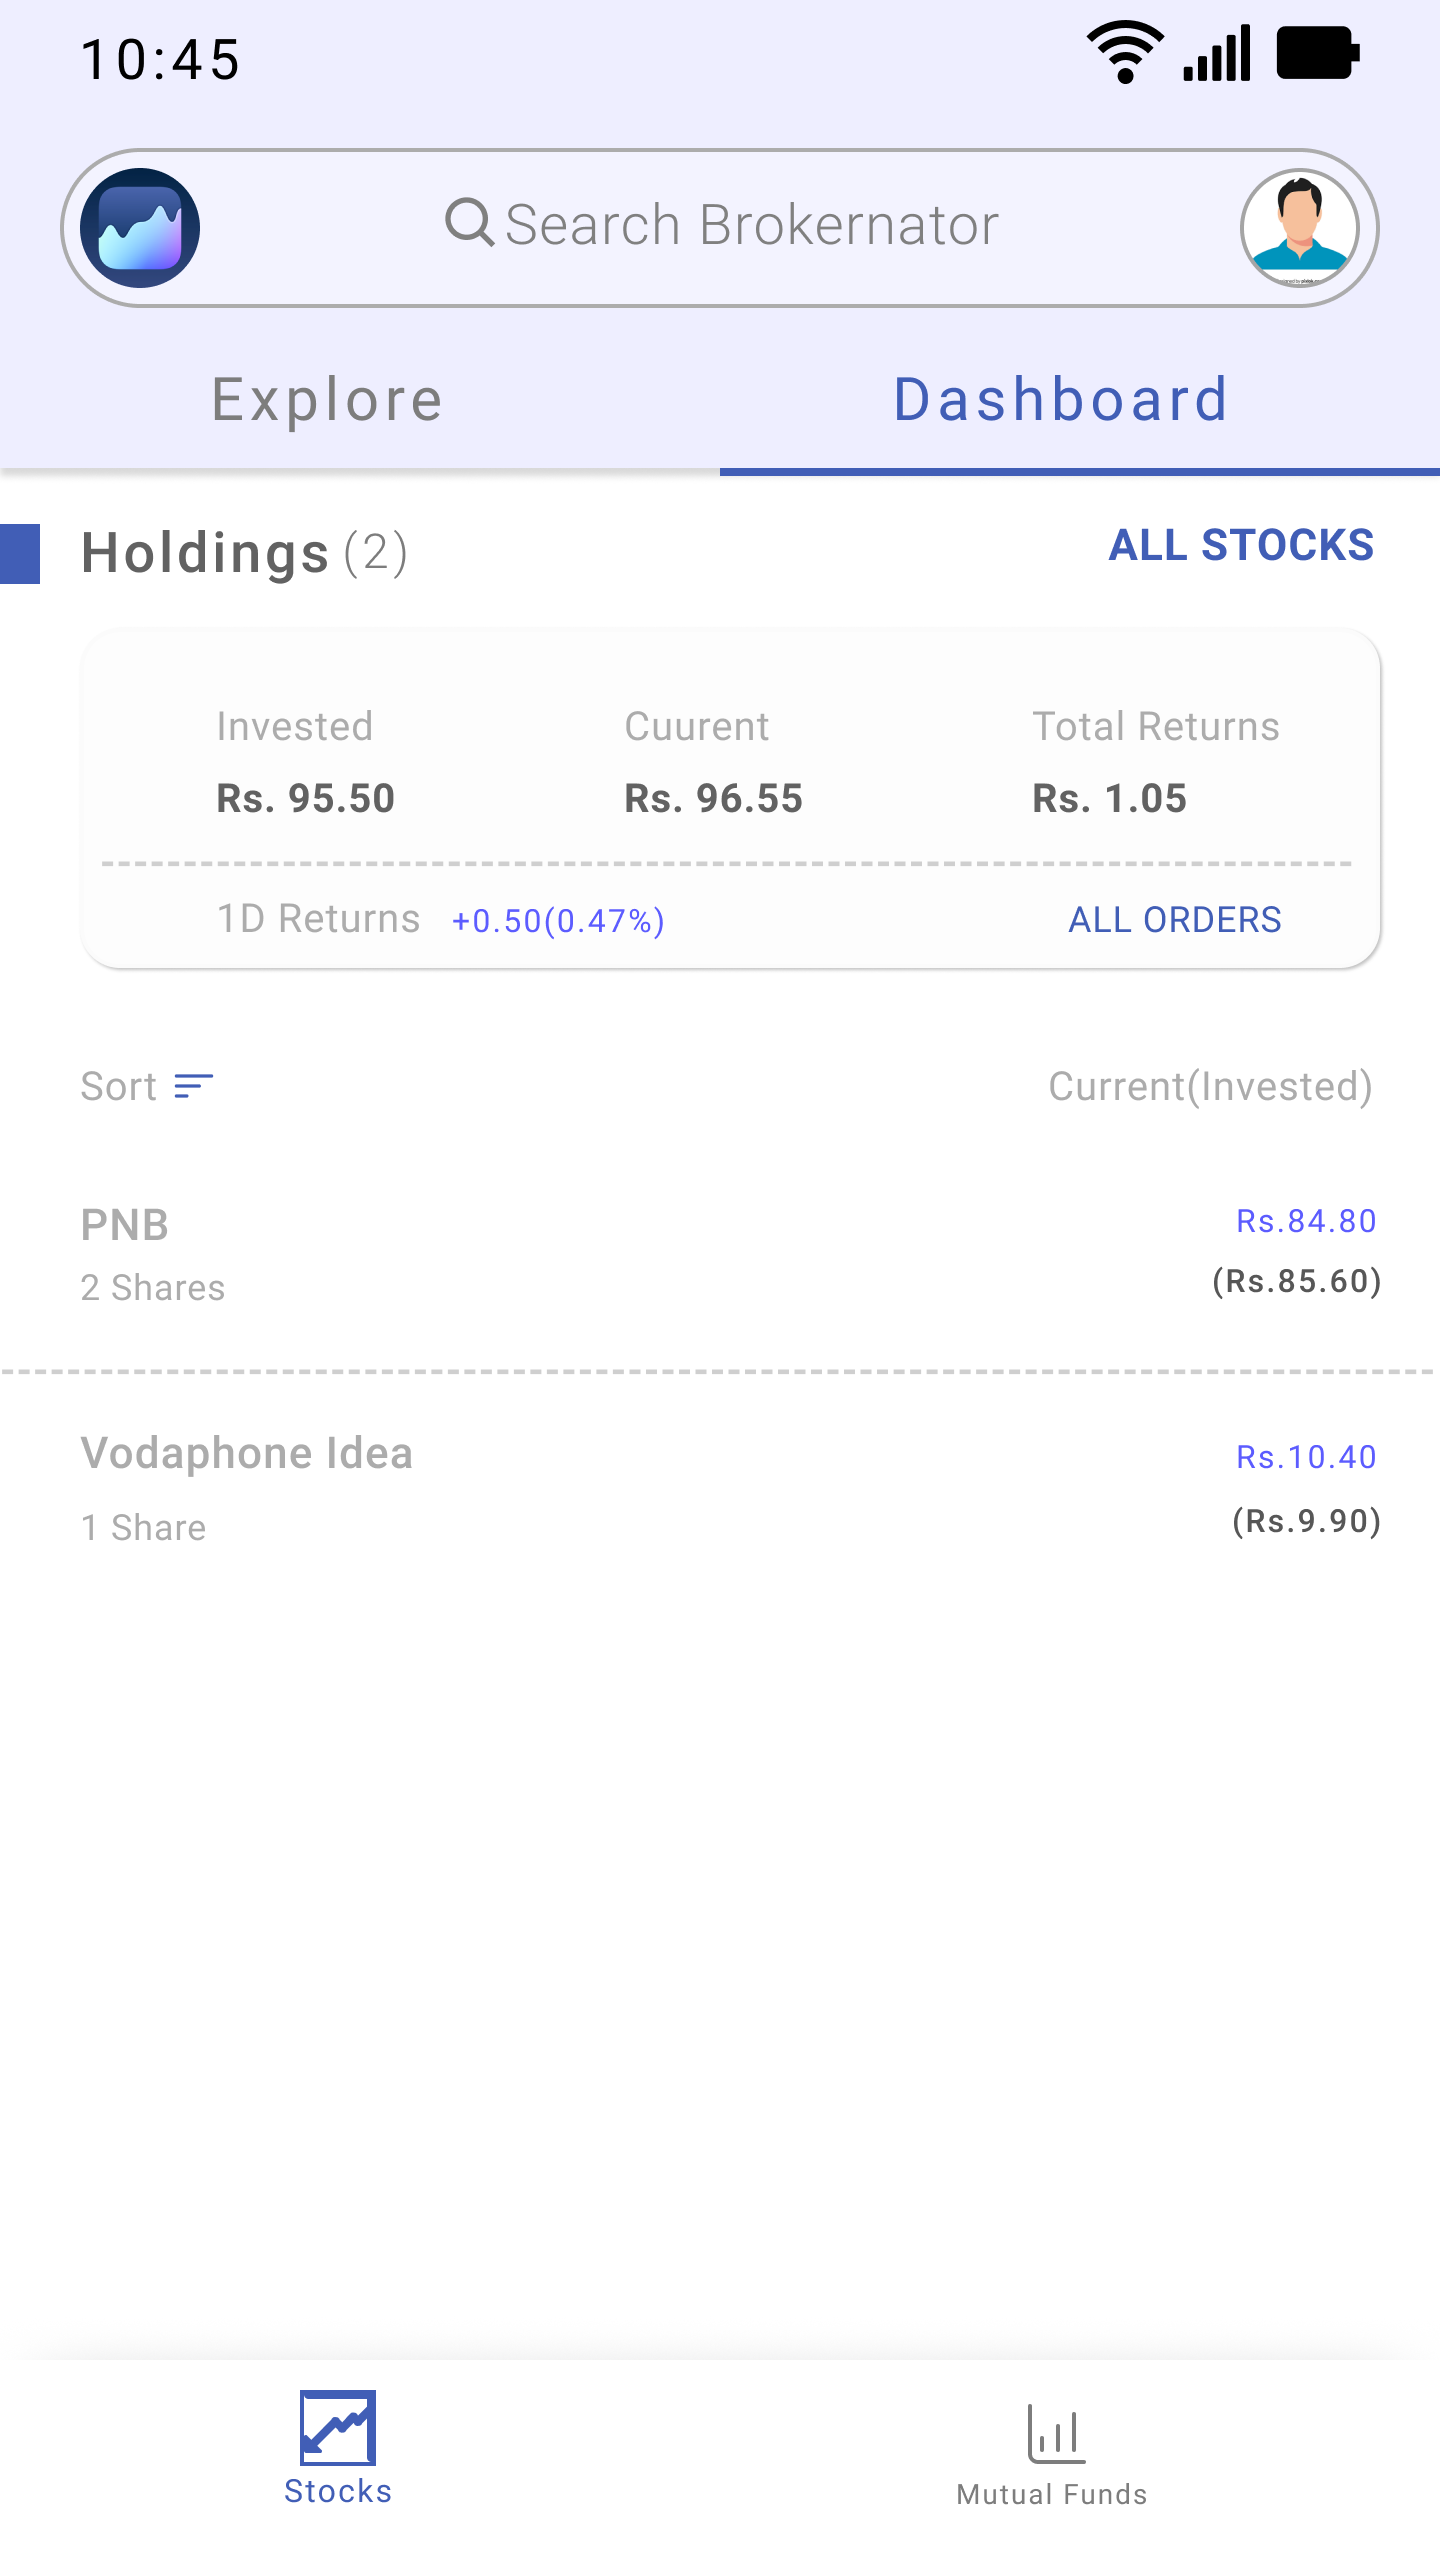 10:45
Search Brokernator
Explore
Dashboard
Holdings (2)
ALL STOCKS
Invested
Cuurent
Total Returns
Rs. 95.50
Rs. 96.55
Rs. 1.05
1D Returns
+0.50(0.47%)
ALL ORDERS
Sort
Current(Invested)
PNB
Rs.84.80
2 Shares
(Rs.85.60)
Vodaphone Idea
Rs.10.40
1 Share
(Rs.9.90)
Stocks
Mutual Funds